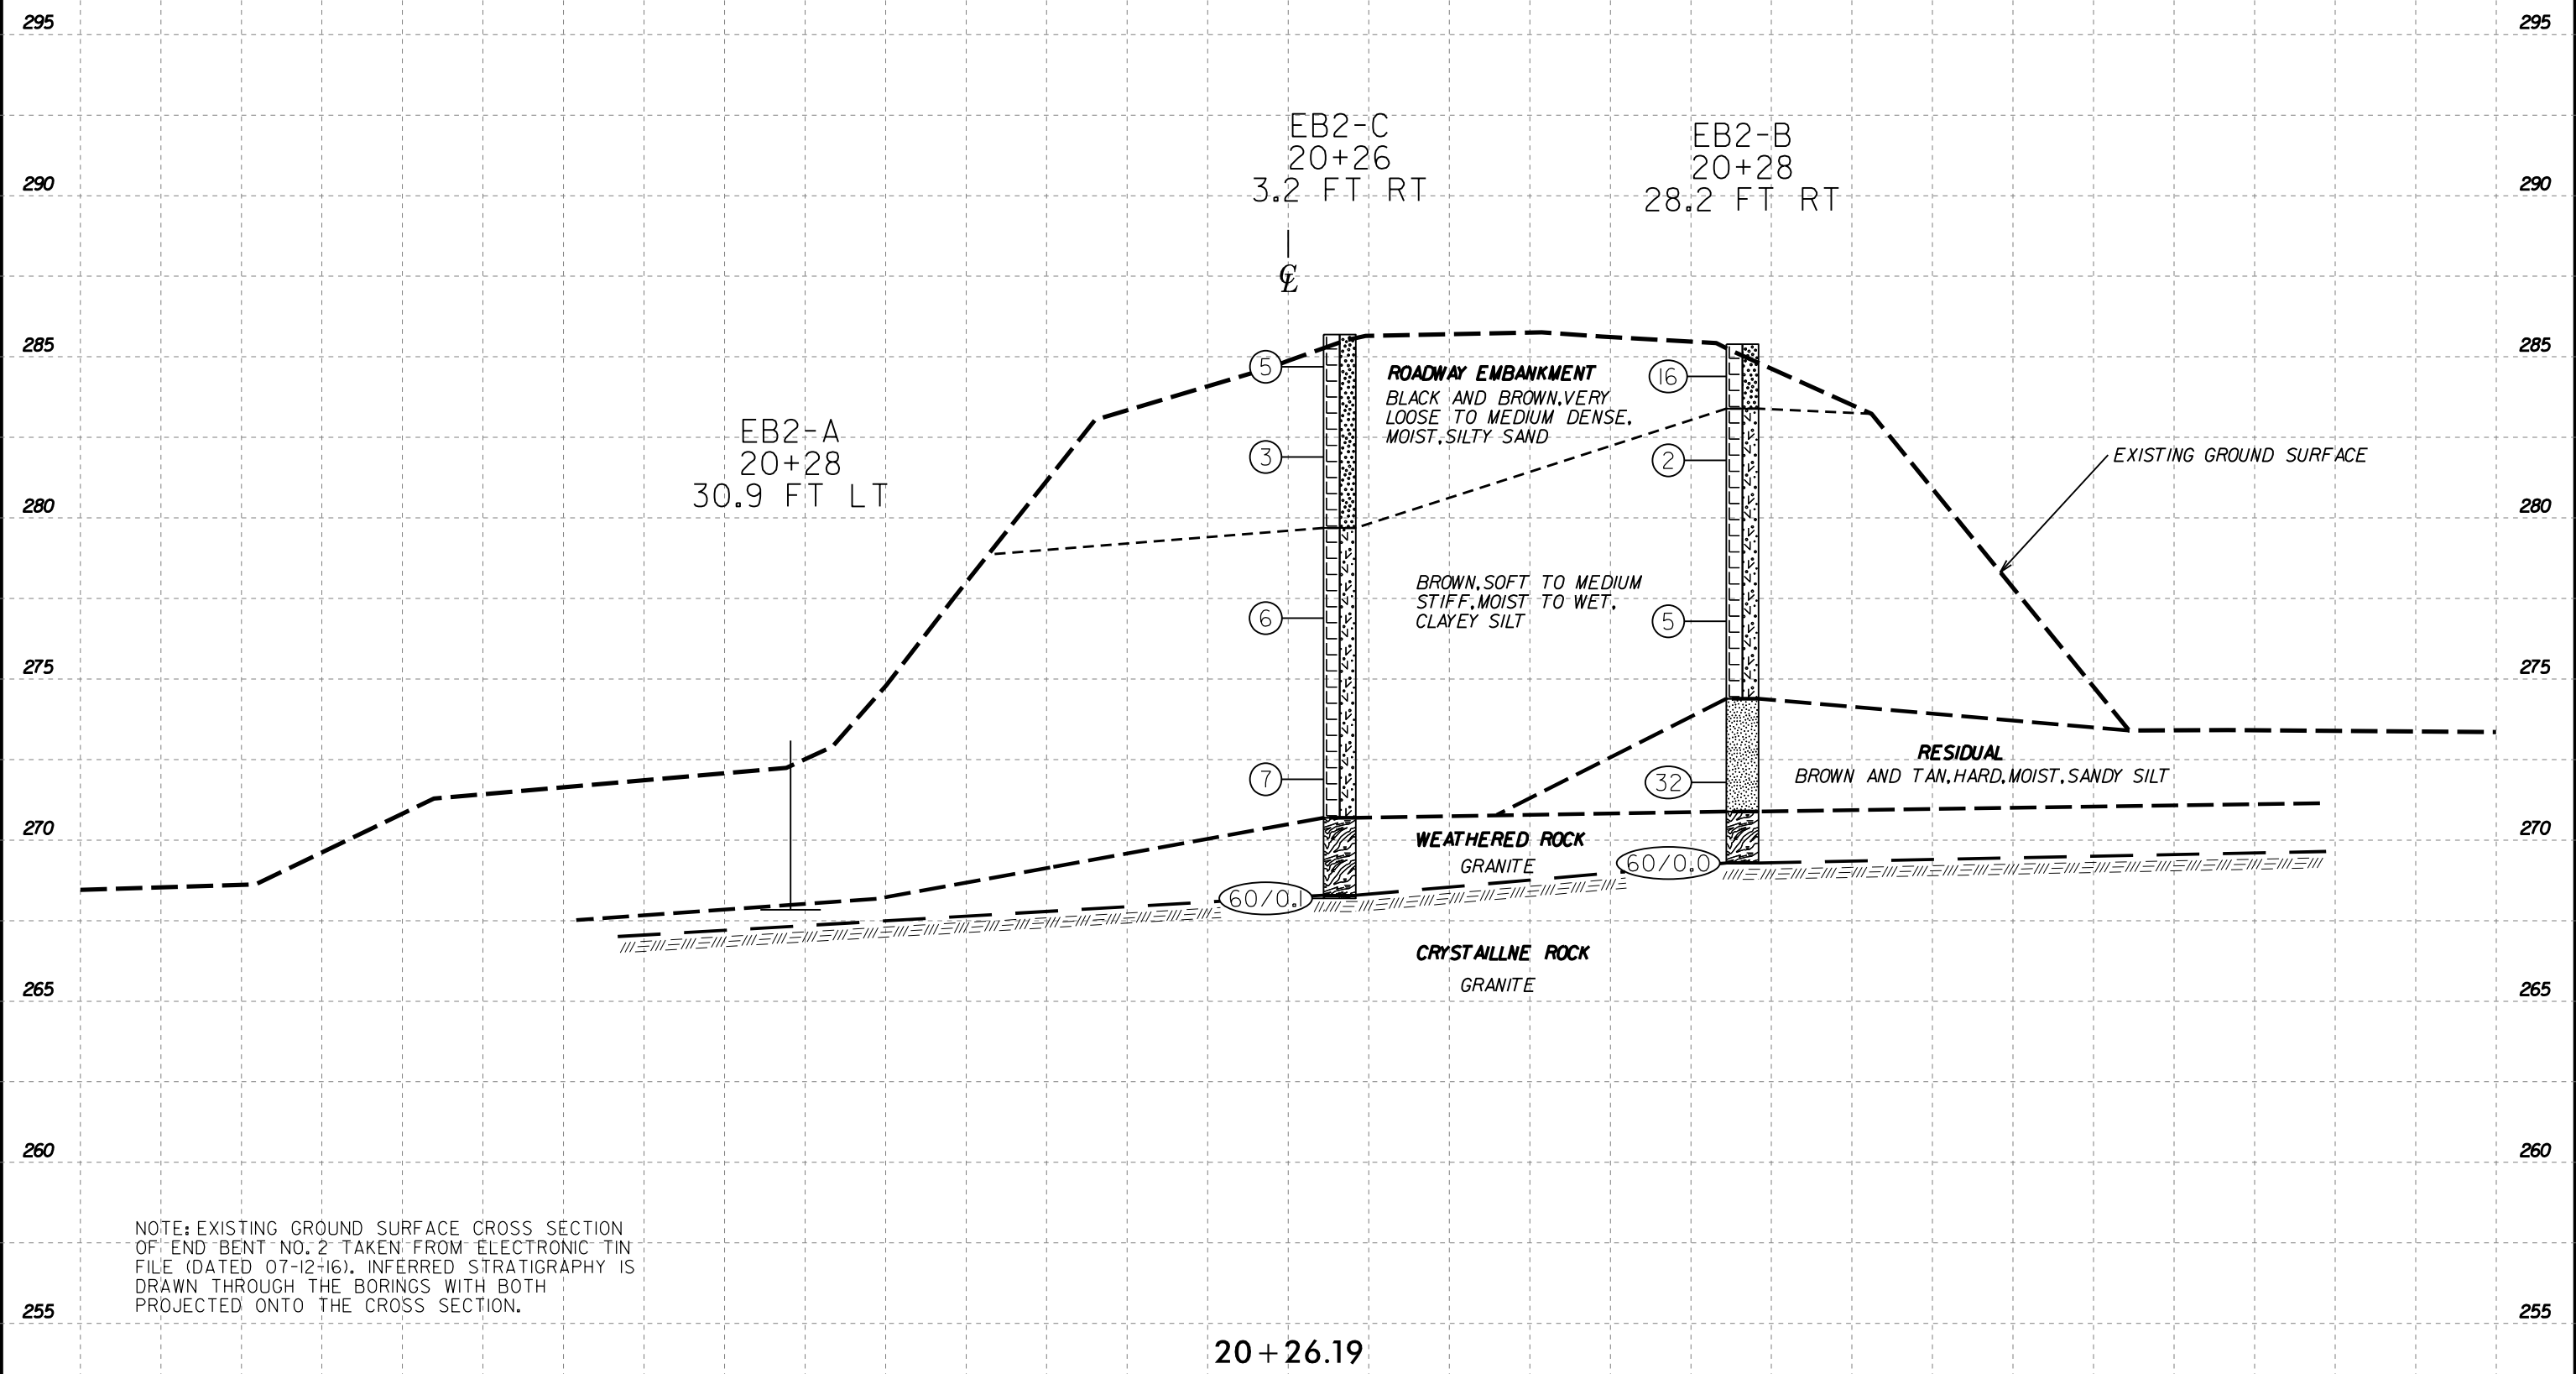 295
295
EB2-C
20+26
3.2 FT RT
EB2-B
20+28
28.2 FT RT
290
290
℄
285
285
5
ROADWAY EMBANKMENT
BLACK AND BROWN, VERY
LOOSE TO MEDIUM DENSE,
MOIST, SILTY SAND
16
EB2-A
20+28
30.9 FT LT
3
2
EXISTING GROUND SURFACE
280
280
BROWN, SOFT TO MEDIUM
STIFF, MOIST TO WET,
CLAYEY SILT
6
5
275
275
RESIDUAL
BROWN AND TAN, HARD, MOIST, SANDY SILT
7
32
270
270
WEATHERED ROCK
GRANITE
60/0.1
60/0.0
CRYSTAILLNE ROCK
GRANITE
265
265
260
260
NOTE: EXISTING GROUND SURFACE CROSS SECTION
OF END BENT NO. 2 TAKEN FROM ELECTRONIC TIN
FILE (DATED 07-12-16). INFERRED STRATIGRAPHY IS
DRAWN THROUGH THE BORINGS WITH BOTH
PROJECTED ONTO THE CROSS SECTION.
255
255
20+26.19